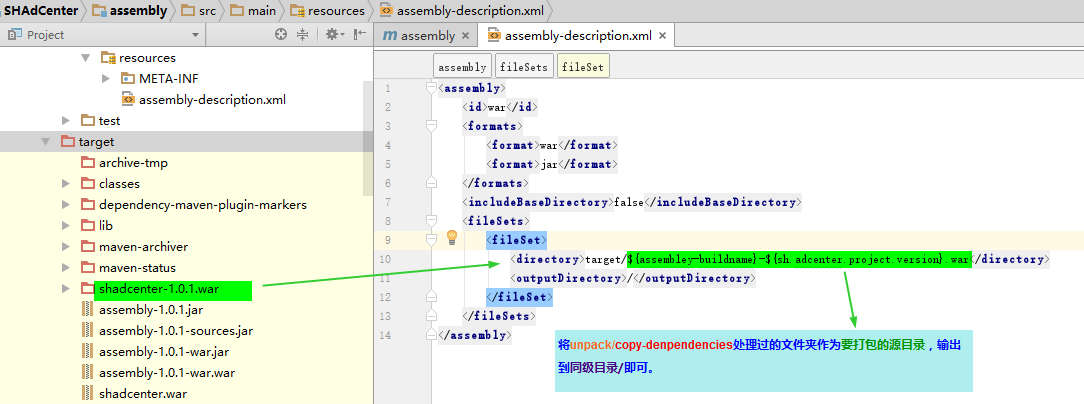 SHAdCenter assembly src main resources assembly-description.xml
Project
assembly assembly-description.xml
resources
META-INF
assembly-description.xml
test
target
archive-tmp
classes
dependency-maven-plugin-markers
lib
maven-archiver
maven-status
shadcenter-1.0.1.war
assembly-1.0.1.jar
assembly-1.0.1-sources.jar
assembly-1.0.1-war.jar
assembly-1.0.1-war.war
shadcenter.war
assembly fileSets fileSet
1 <assembly>
2 <id>war</id>
3 <formats>
4 <format>war</format>
5 <format>jar</format>
6 </formats>
7 <includeBaseDirectory>false</includeBaseDirectory>
8 <fileSets>
9 <fileSet>
10 <directory>target/${assembley-buildname}-${sh.adcenter.project.version}.war</directory>
11 <outputDirectory>/</outputDirectory>
12 </fileSet>
13 </fileSets>
14 </assembly>
将unpack/copy-denpendencies处理过的文件夹作为要打包的源目录，输出
到同级目录/即可。